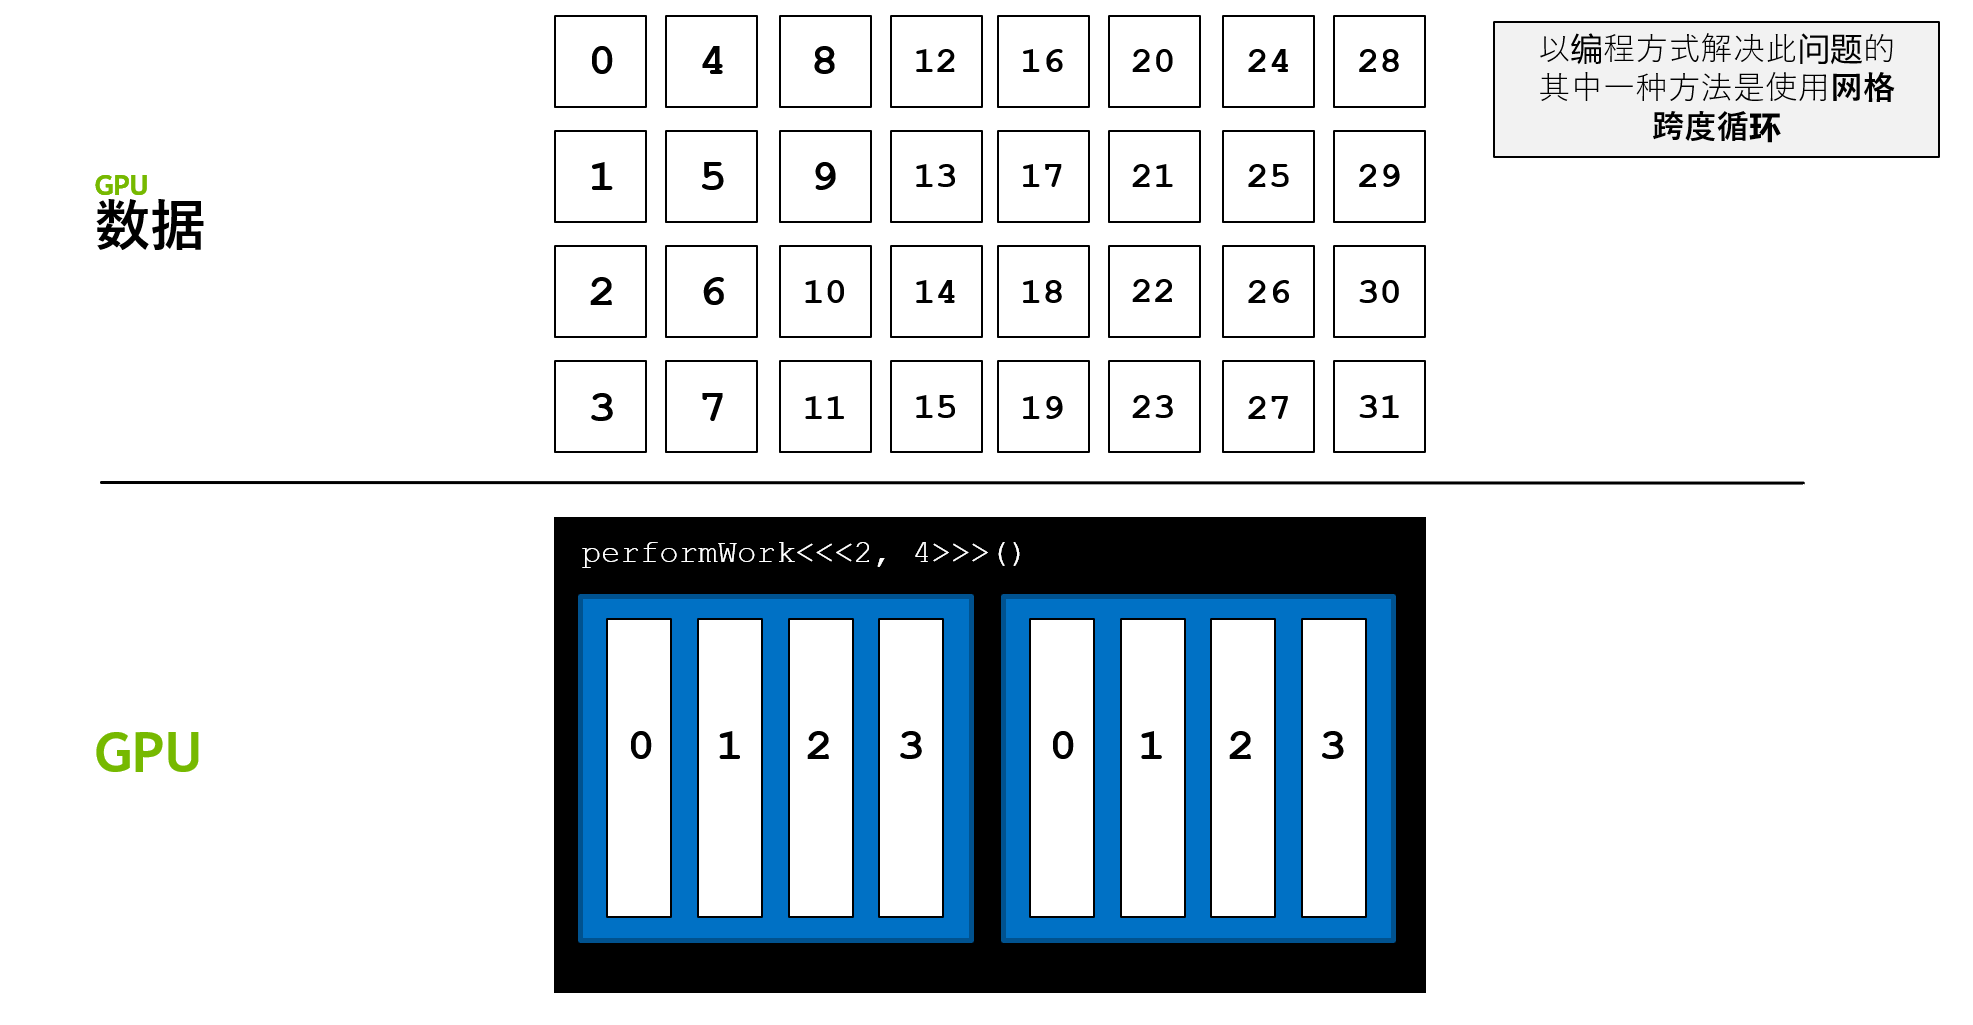 0 4 8 12 16 20 24 28
以编程方式解决此问题的
其中一种方法是使用网格
跨度循环
1 5 9 13 17 21 25 29
GPU
数据
2 6 10 14 18 22 26 30
3 7 11 15 19 23 27 31
performWork<<<2, 4>>>()
GPU
0 1 2 3 0 1 2 3